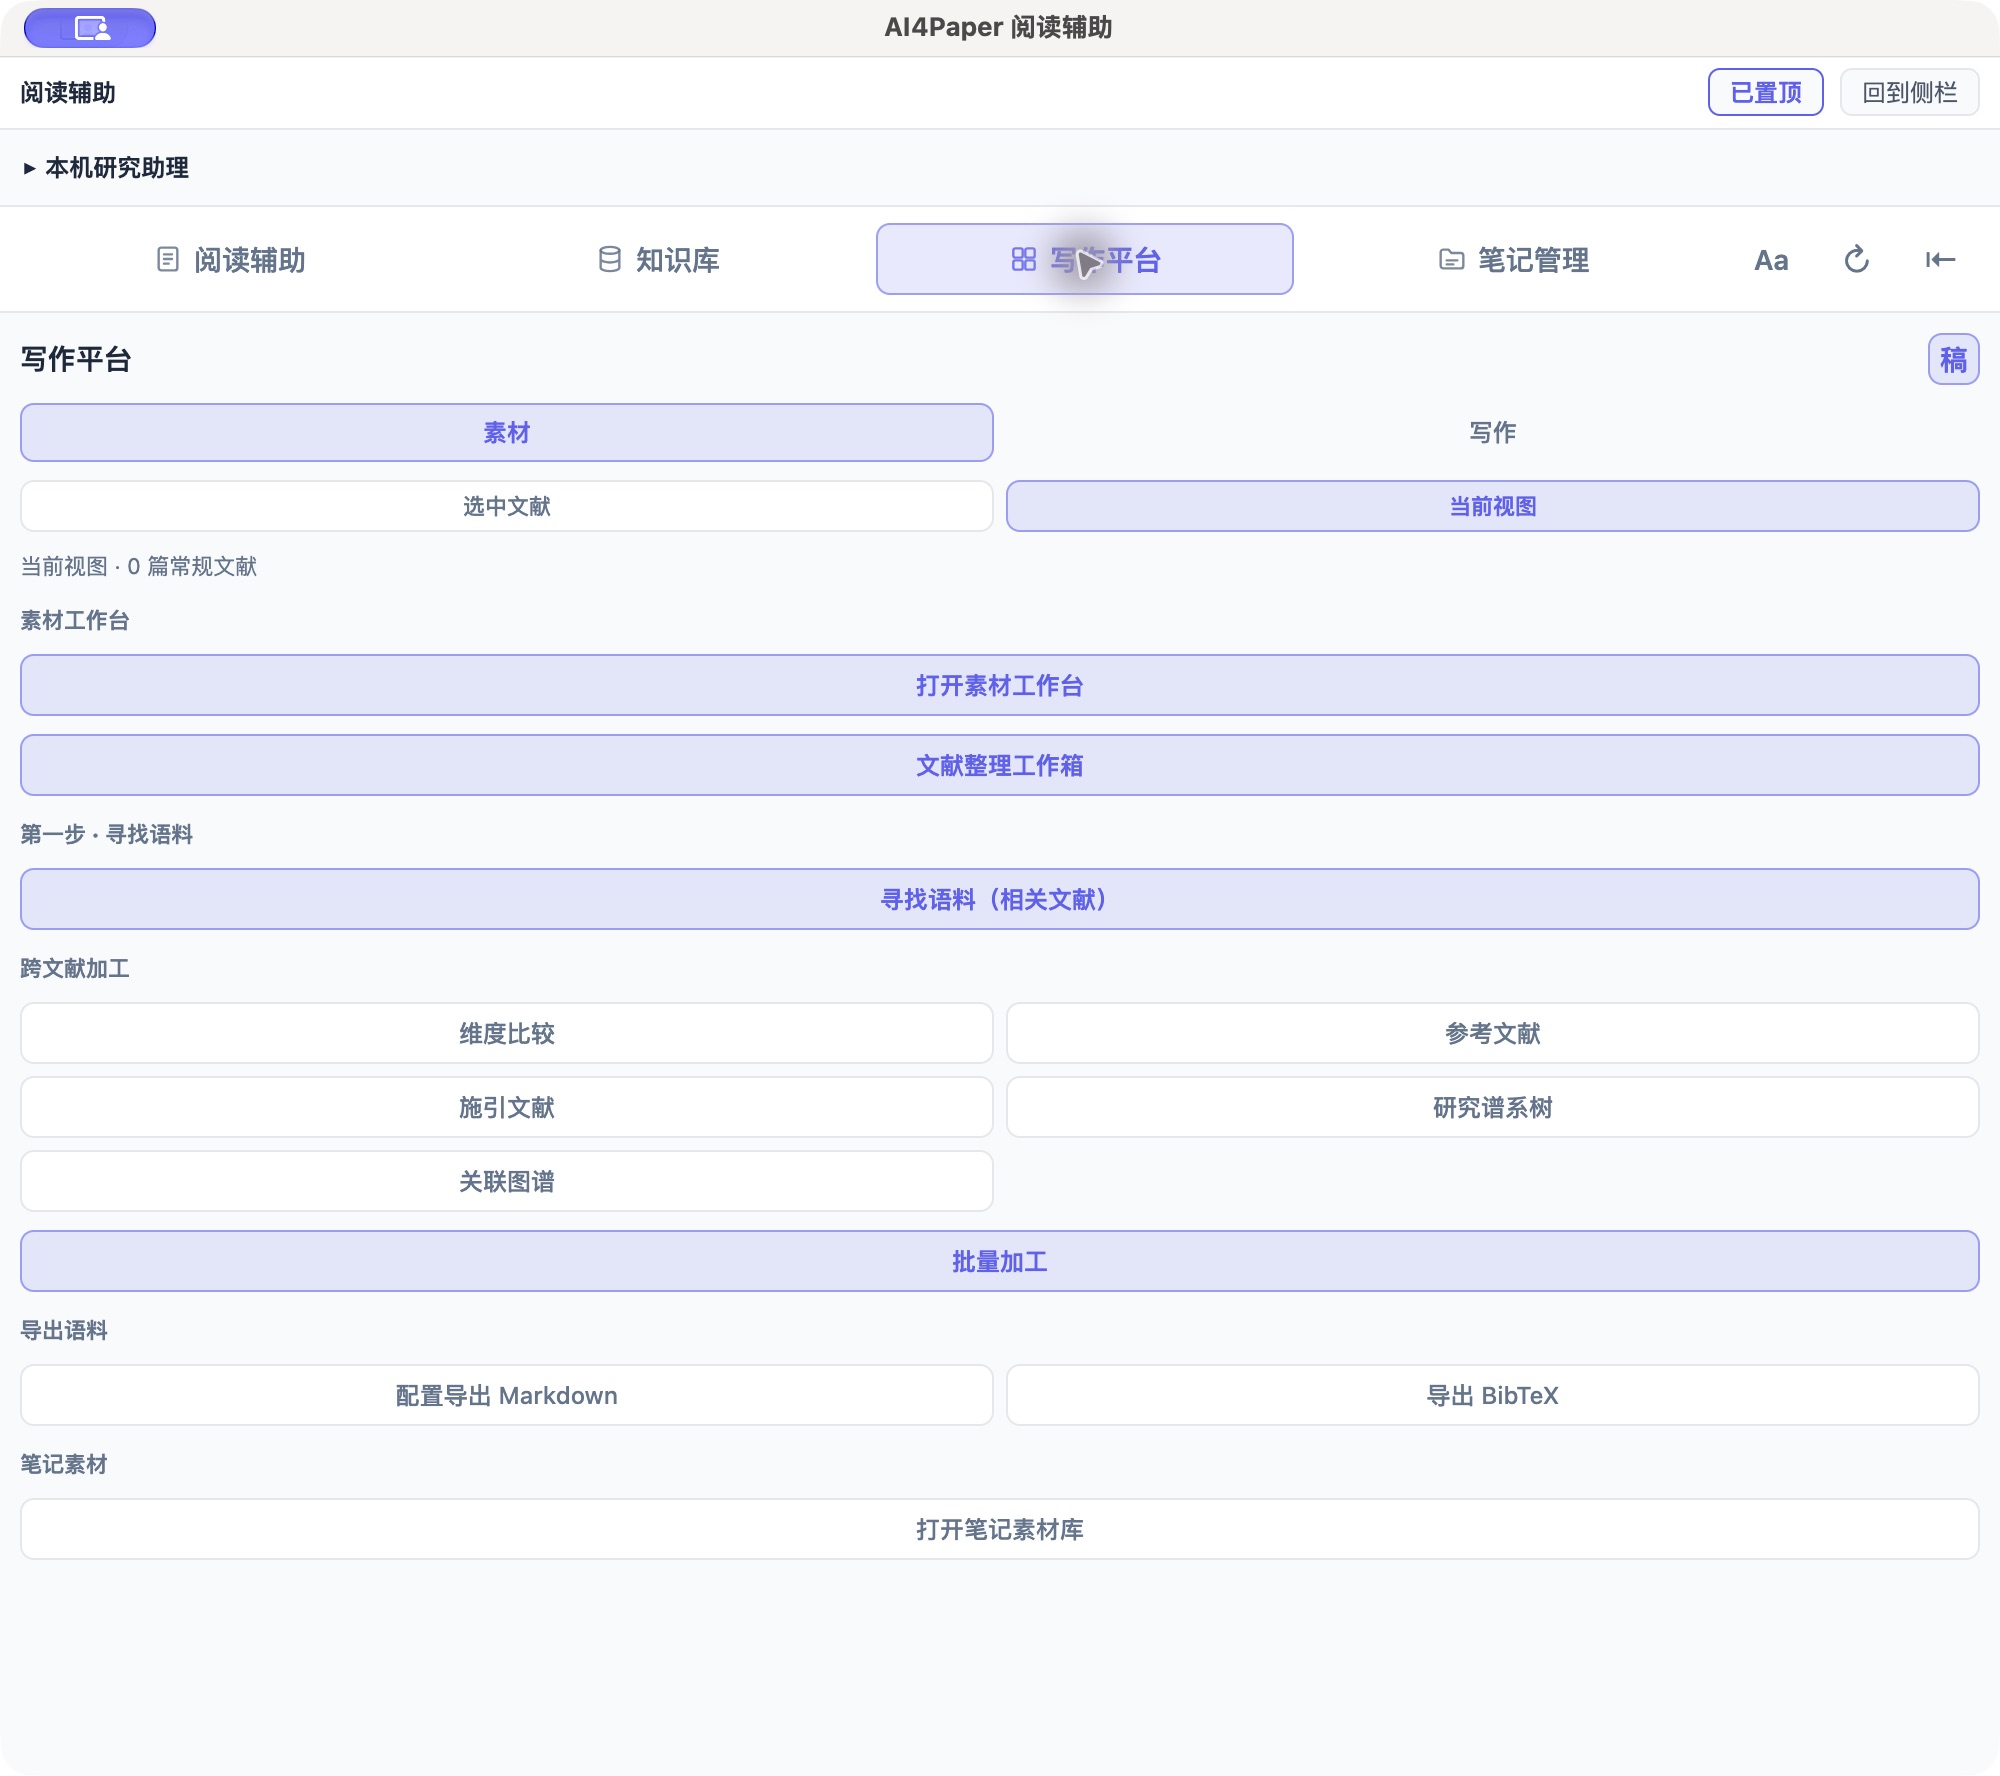 AI4Paper 阅读辅助
阅读辅助
已置顶
回到侧栏
▸ 本机研究助理
阅读辅助
知识库
写作平台
笔记管理
Aa
写作平台
稿
素材
写作
选中文献
当前视图
当前视图 · 0 篇常规文献
素材工作台
打开素材工作台
文献整理工作箱
第一步 · 寻找语料
寻找语料（相关文献）
跨文献加工
维度比较
参考文献
施引文献
研究谱系树
关联图谱
批量加工
导出语料
配置导出 Markdown
导出 BibTeX
笔记素材
打开笔记素材库